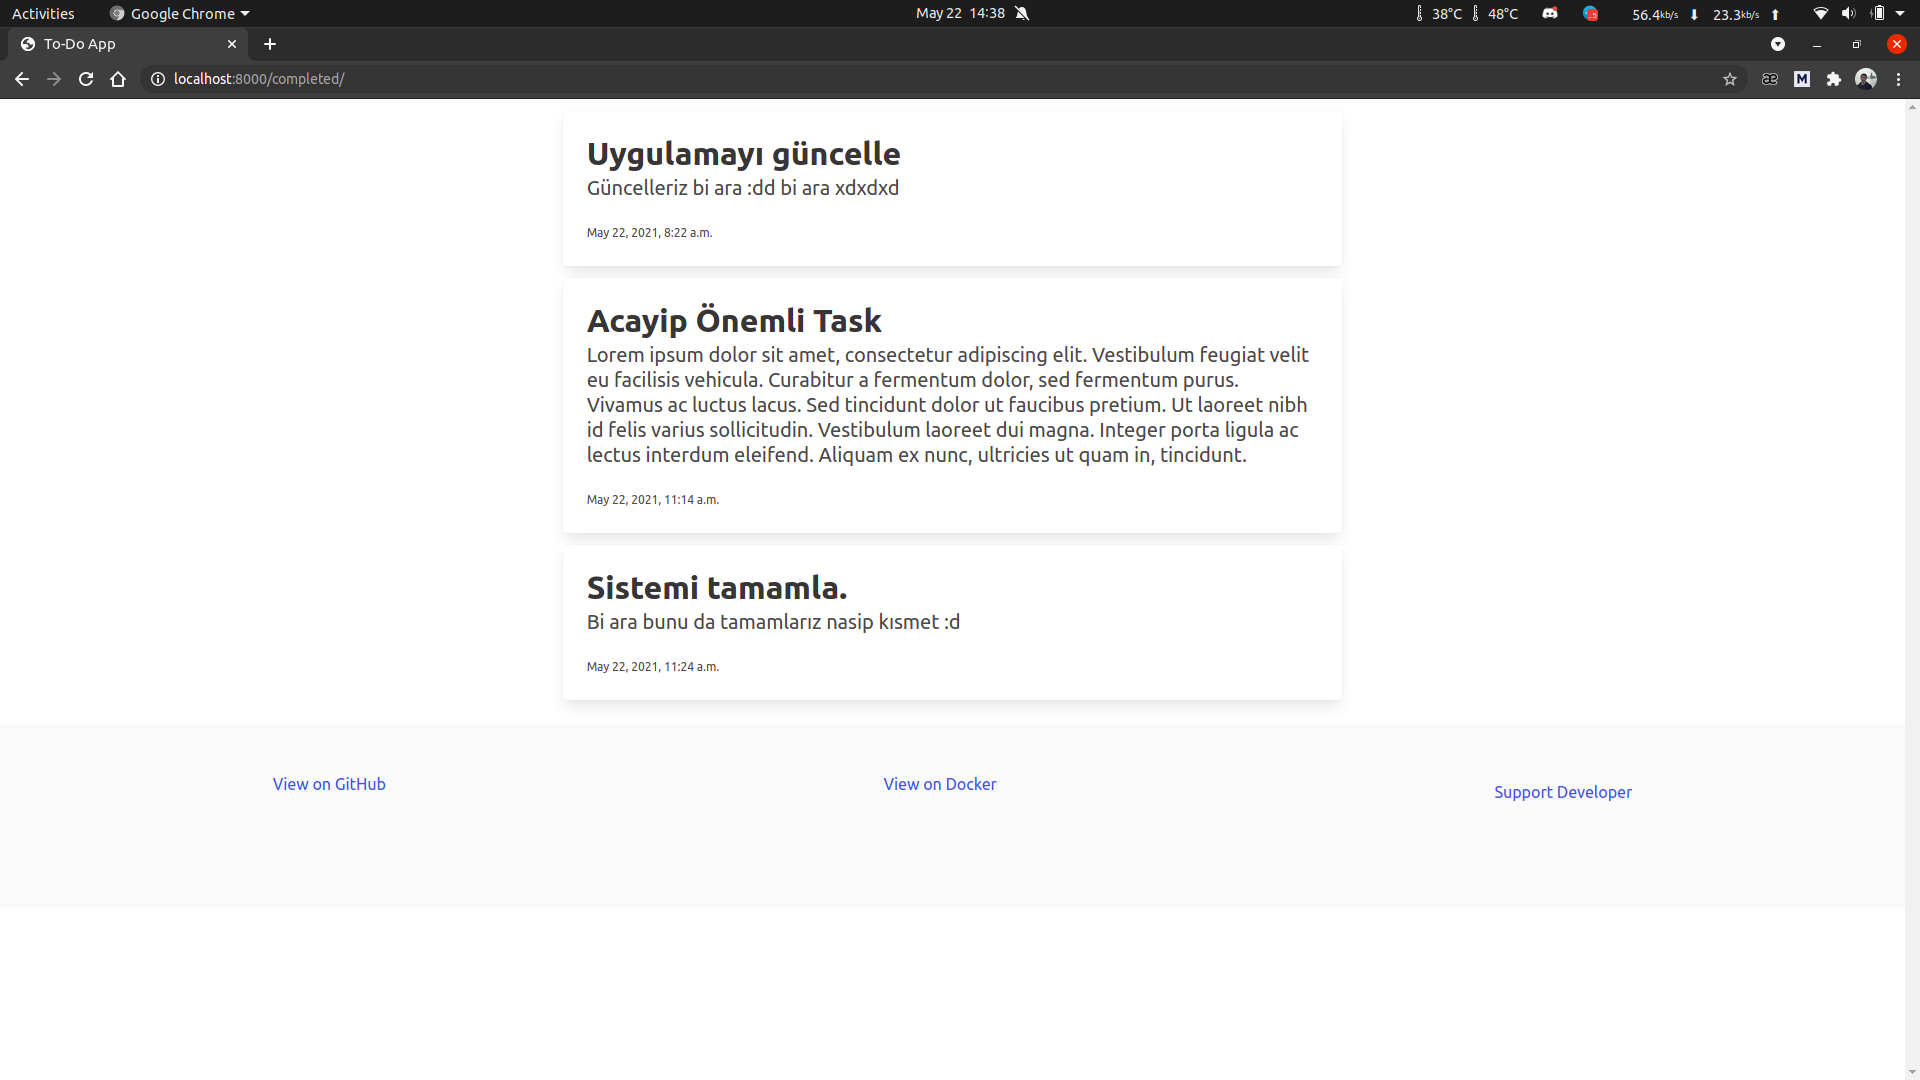 Activities
Google Chrome
May 22 14:38
38°C
48°C
56.4kb/s
23.3kb/s
To-Do App
localhost:8000/completed/
æ
M
Uygulamayı güncelle
Güncelleriz bi ara :dd bi ara xdxdxd
May 22, 2021, 8:22 a.m.
Acayip Önemli Task
Lorem ipsum dolor sit amet, consectetur adipiscing elit. Vestibulum feugiat velit
eu facilisis vehicula. Curabitur a fermentum dolor, sed fermentum purus.
Vivamus ac luctus lacus. Sed tincidunt dolor ut faucibus pretium. Ut laoreet nibh
id felis varius sollicitudin. Vestibulum laoreet dui magna. Integer porta ligula ac
lectus interdum eleifend. Aliquam ex nunc, ultricies ut quam in, tincidunt.
May 22, 2021, 11:14 a.m.
Sistemi tamamla.
Bi ara bunu da tamamlarız nasip kısmet :d
May 22, 2021, 11:24 a.m.
View on GitHub
View on Docker
Support Developer